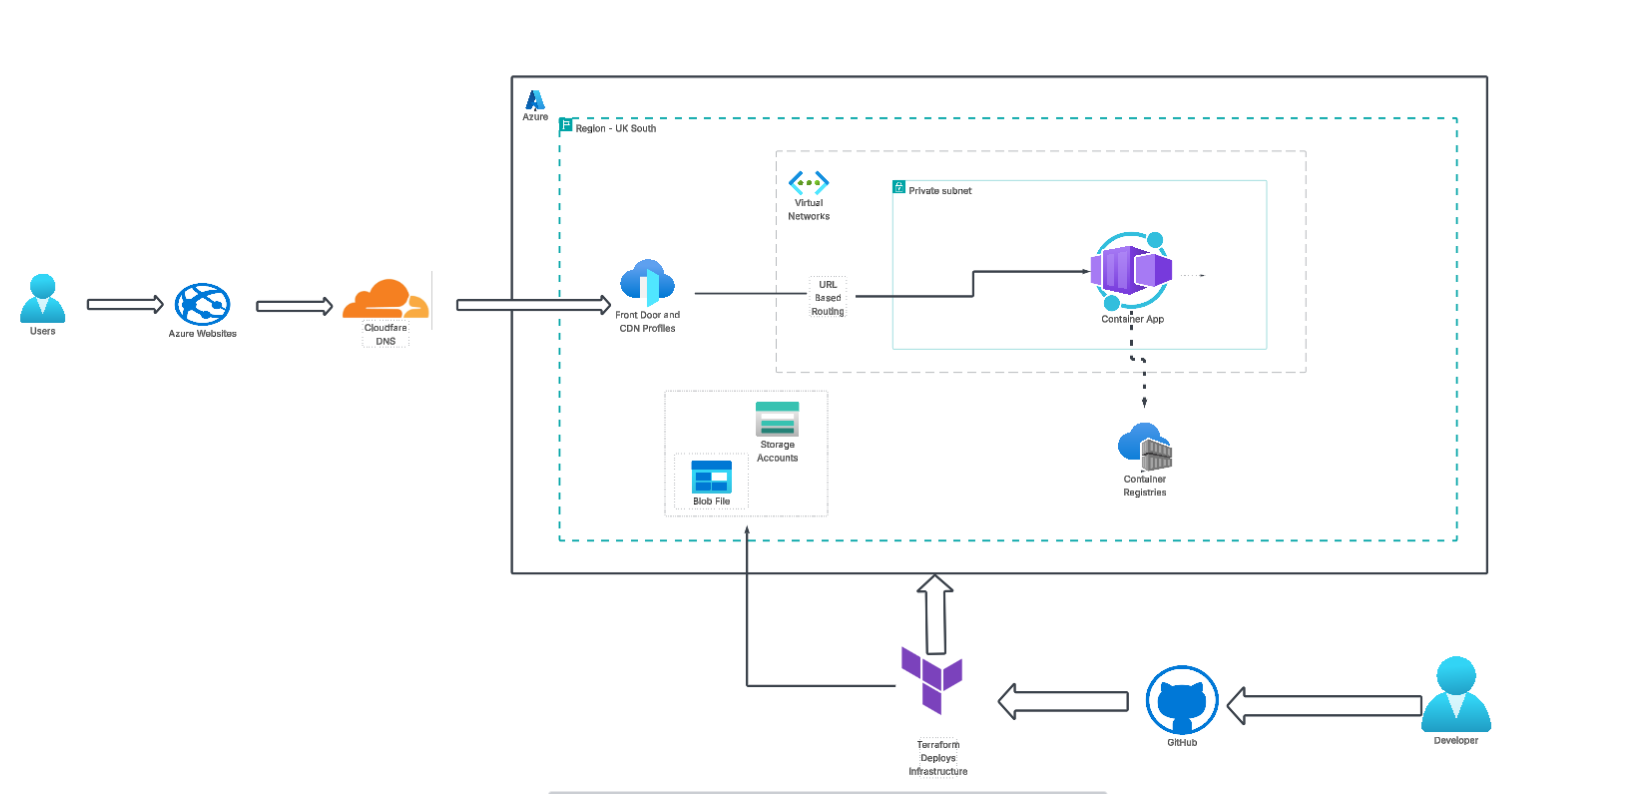 Azure
Region - UK South
Virtual
Networks
Private subnet
Users
Azure Websites
Cloudfare
DNS
Front Door and
CDN Profiles
URL
Based
Routing
Container App
Storage
Accounts
Blob File
Container
Registries
Terraform
Deploys
Infrastructure
GitHub
Developer